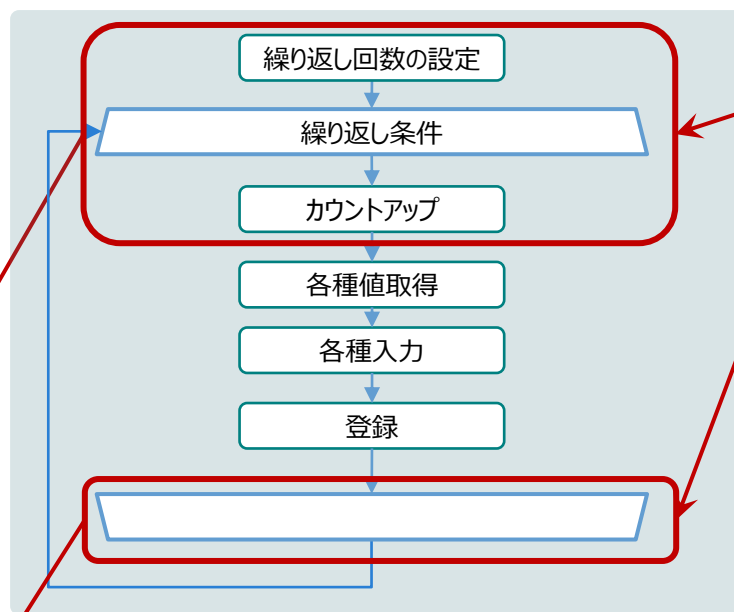 繰り返し回数の設定
繰り返し条件
カウントアップ
各種値取得
各種入力
登録